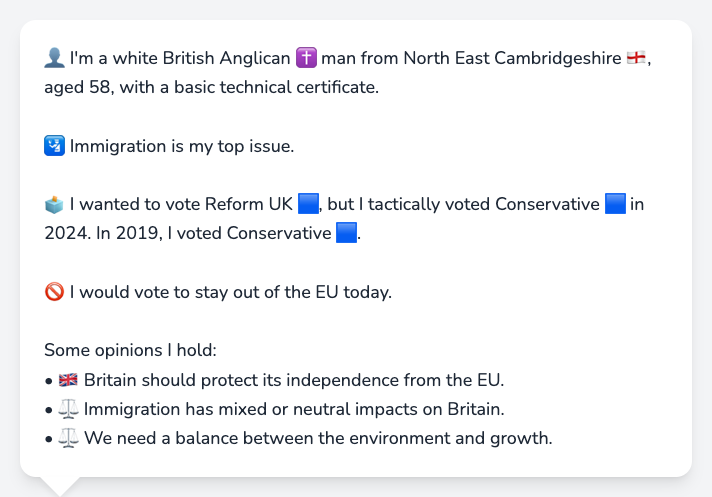 👤 I'm a white British Anglican ✝️ man from North East Cambridgeshire 🏴󠁧󠁢󠁥󠁮󠁧󠁿,
aged 58, with a basic technical certificate.
🛂 Immigration is my top issue.
🗳️ I wanted to vote Reform UK 🟦, but I tactically voted Conservative 🟦 in
2024. In 2019, I voted Conservative 🟦.
🚫 I would vote to stay out of the EU today.
Some opinions I hold:
• 🇬🇧 Britain should protect its independence from the EU.
• ⚖️ Immigration has mixed or neutral impacts on Britain.
• ⚖️ We need a balance between the environment and growth.